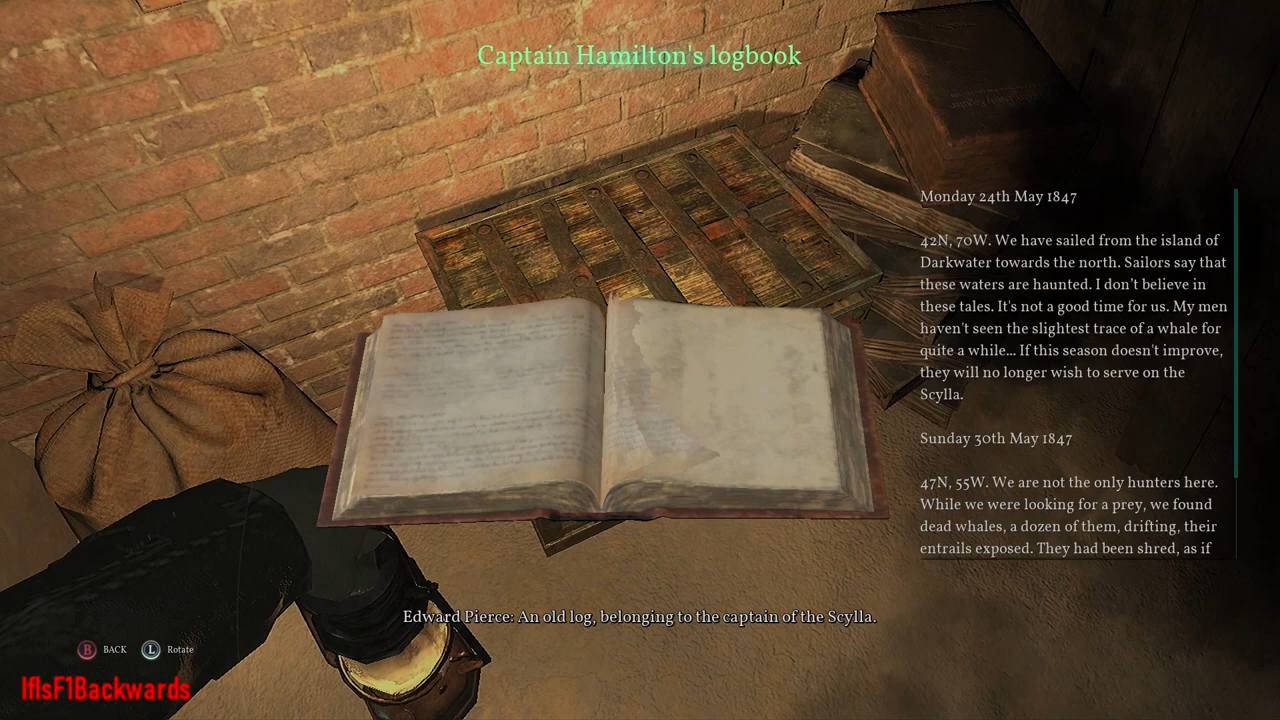 Captain Hamilton's logbook
Monday 24th May 1847
42N, 70W. We have sailed from the island of
Darkwater towards the north. Sailors say that
these waters are haunted. I don't believe in
these tales. It's not a good time for us. My men
haven't seen the slightest trace of a whale for
quite a while... If this season doesn't improve,
they will no longer wish to serve on the
Scylla.
Sunday 30th May 1847
47N, 55W. We are not the only hunters here.
While we were looking for a prey, we found
dead whales, a dozen of them, drifting, their
entrails exposed. They had been shred, as if
Edward Pierce: An old log, belonging to the captain of the Scylla.
B BACK L Rotate
IfIsF1Backwards